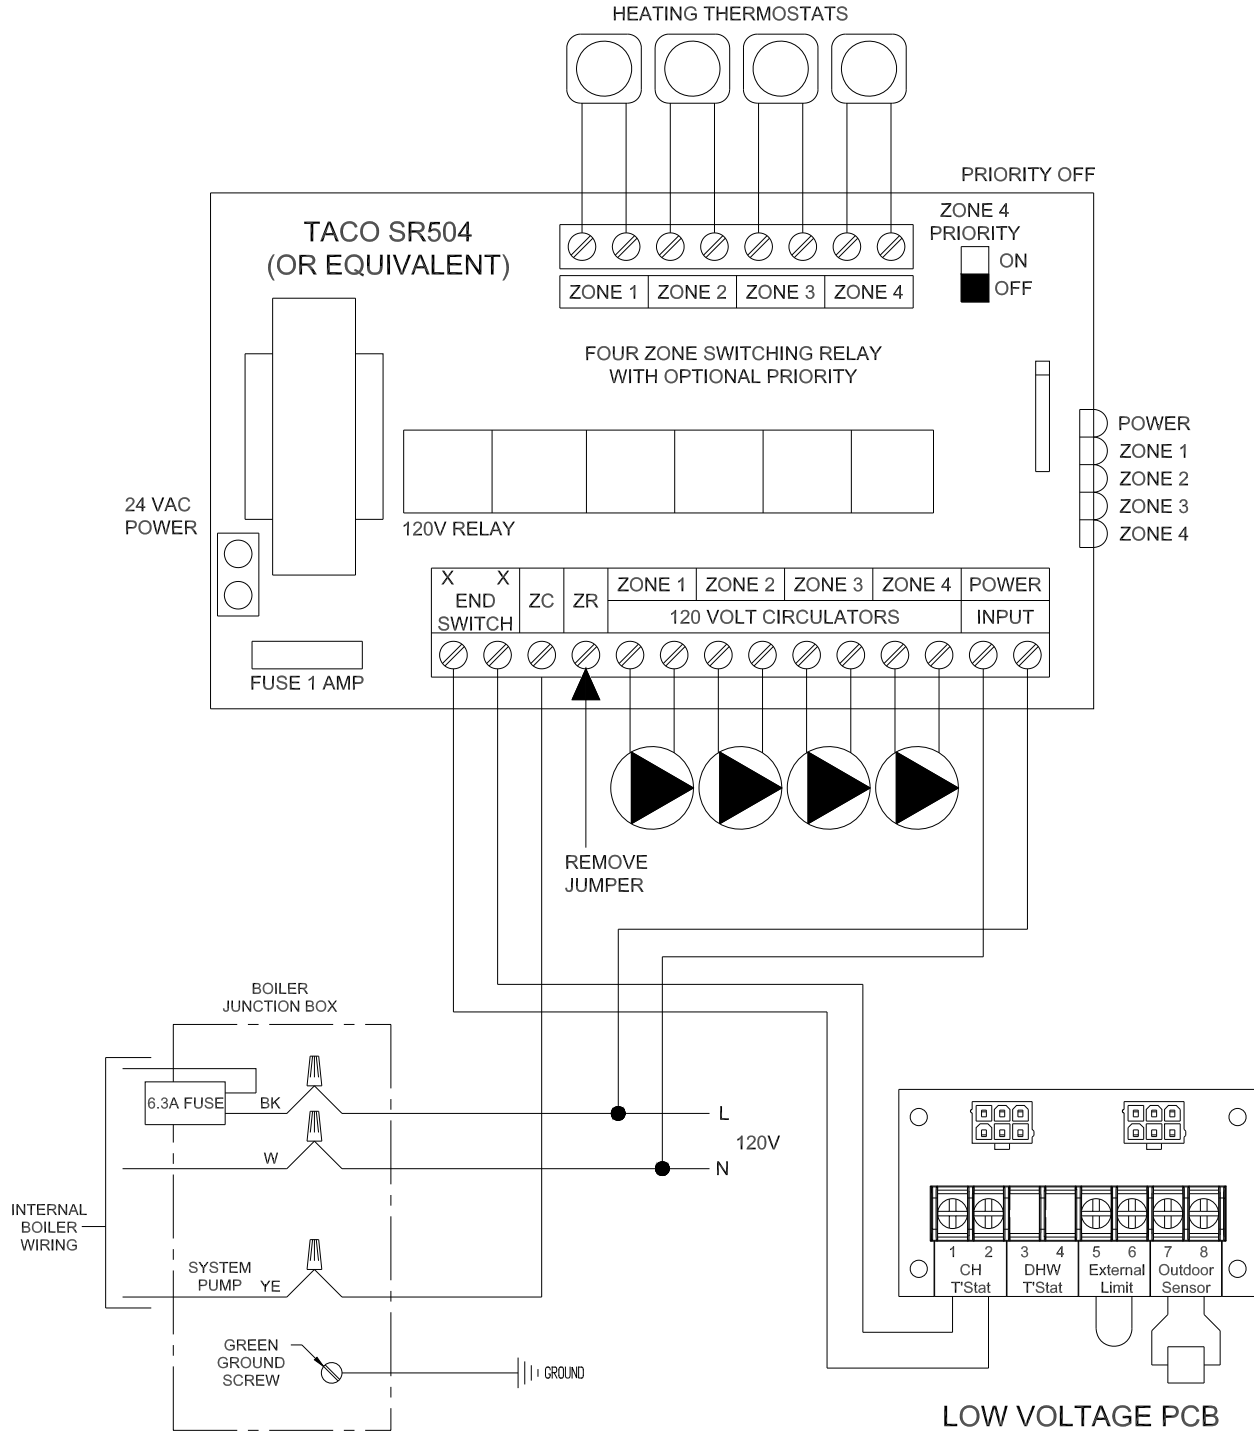 HEATING THERMOSTATS
PRIORITY OFF
TACO SR504
(OR EQUIVALENT)
ZONE 4
PRIORITY
ON
OFF
ZONE 1 ZONE 2 ZONE 3 ZONE 4
FOUR ZONE SWITCHING RELAY
WITH OPTIONAL PRIORITY
POWER
ZONE 1
ZONE 2
ZONE 3
ZONE 4
24 VAC
POWER
120V RELAY
X X
END
SWITCH
ZC
ZR
ZONE 1 ZONE 2 ZONE 3 ZONE 4
120 VOLT CIRCULATORS
POWER
INPUT
FUSE 1 AMP
REMOVE
JUMPER
BOILER
JUNCTION BOX
6.3A FUSE
BK
L
120V
W
N
INTERNAL
BOILER
WIRING
SYSTEM
PUMP
YE
GREEN
GROUND
SCREW
GROUND
1 2 3 4 5 6 7 8
CH
T'Stat
DHW
T'Stat
External
Limit
Outdoor
Sensor
LOW VOLTAGE PCB